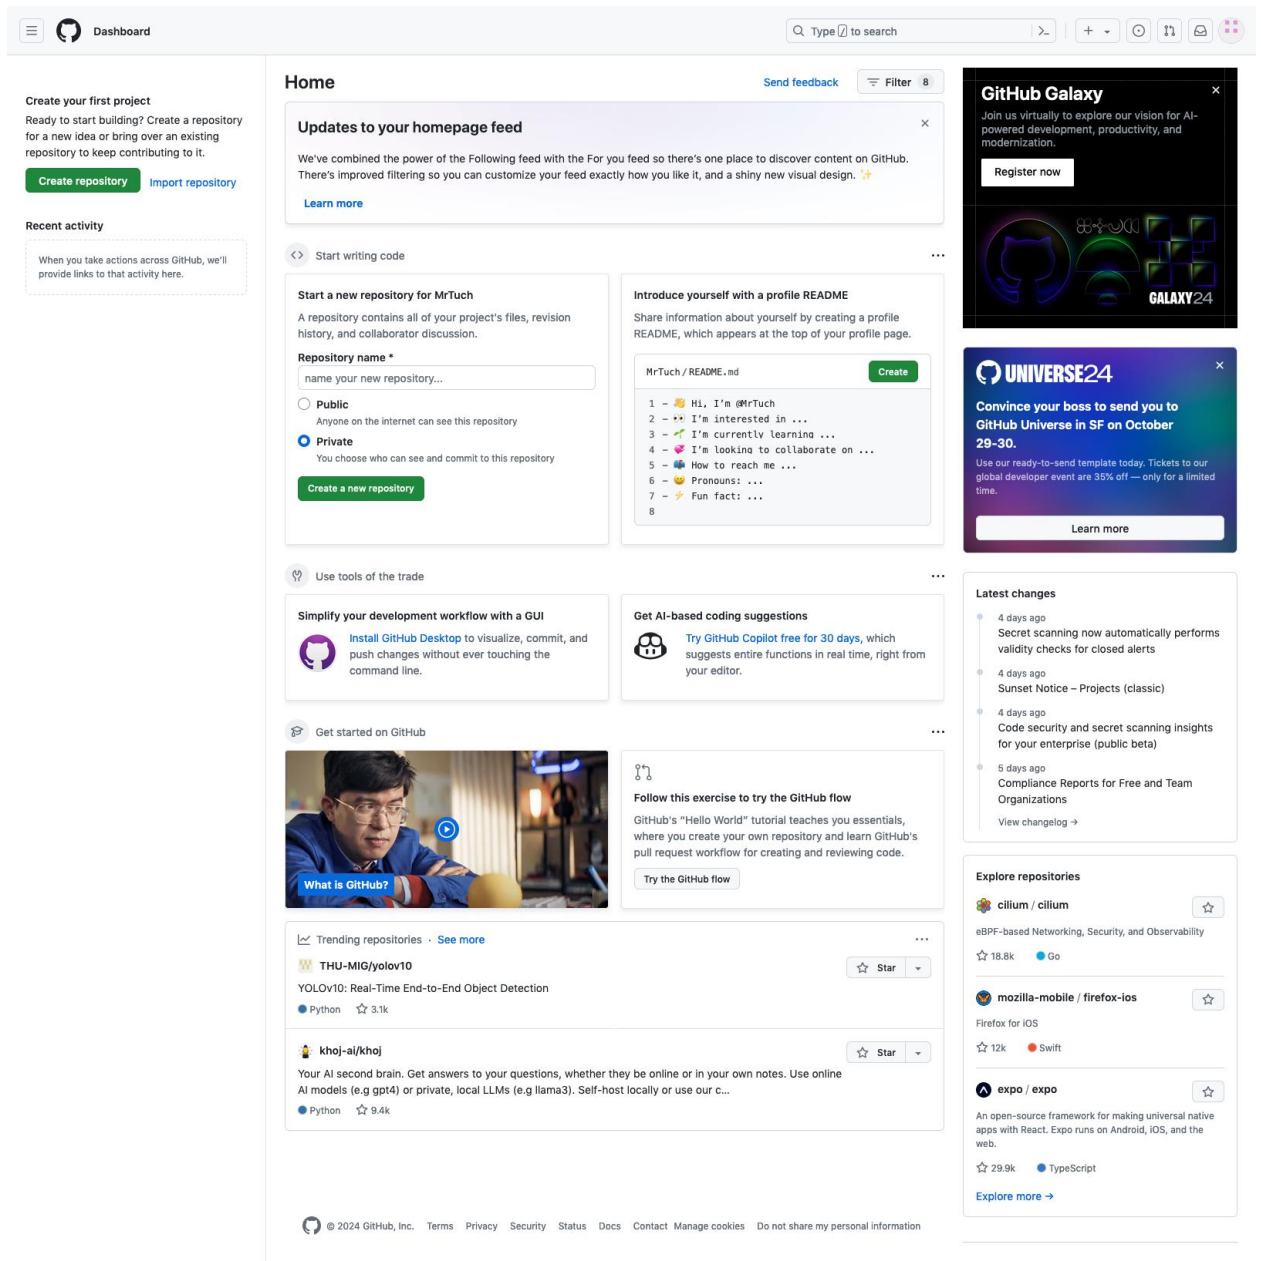 Dashboard
Type / to search
Create your first project
Ready to start building? Create a repository
for a new idea or bring over an existing
repository to keep contributing to it.
Create repository
Import repository
Recent activity
When you take actions across GitHub, we'll
provide links to that activity here.
Home
Send feedback
Filter 8
Updates to your homepage feed
We've combined the power of the Following feed with the For you feed so there's one place to discover content on GitHub.
There's improved filtering so you can customize your feed exactly how you like it, and a shiny new visual design. ✨
Learn more
Start writing code
Start a new repository for MrTuch
A repository contains all of your project's files, revision
history, and collaborator discussion.
Repository name *
name your new repository...
Public
Anyone on the internet can see this repository
Private
You choose who can see and commit to this repository
Create a new repository
Introduce yourself with a profile README
Share information about yourself by creating a profile
README, which appears at the top of your profile page.
MrTuch / README.md
Create
1 - 👋 Hi, I'm @MrTuch
2 - 👀 I'm interested in ...
3 - 🌱 I'm currently learning ...
4 - 💞️ I'm looking to collaborate on ...
5 - 📫 How to reach me ...
6 - 😄 Pronouns: ...
7 - ⚡ Fun fact: ...
8
Use tools of the trade
Simplify your development workflow with a GUI
Install GitHub Desktop to visualize, commit, and
push changes without ever touching the
command line.
Get AI-based coding suggestions
Try GitHub Copilot free for 30 days, which
suggests entire functions in real time, right from
your editor.
Get started on GitHub
What is GitHub?
Follow this exercise to try the GitHub flow
GitHub's "Hello World" tutorial teaches you essentials,
where you create your own repository and learn GitHub's
pull request workflow for creating and reviewing code.
Try the GitHub flow
Trending repositories · See more
THU-MIG/yolov10
Star
YOLOv10: Real-Time End-to-End Object Detection
Python 3.1k
khoj-ai/khoj
Star
Your AI second brain. Get answers to your questions, whether they be online or in your own notes. Use online
AI models (e.g gpt4) or private, local LLMs (e.g llama3). Self-host locally or use our c...
Python 9.4k
GitHub Galaxy
Join us virtually to explore our vision for AI-
powered development, productivity, and
modernization.
Register now
GALAXY24
UNIVERSE24
Convince your boss to send you to
GitHub Universe in SF on October
29-30.
Use our ready-to-send template today. Tickets to our
global developer event are 35% off — only for a limited
time.
Learn more
Latest changes
4 days ago
Secret scanning now automatically performs
validity checks for closed alerts
4 days ago
Sunset Notice – Projects (classic)
4 days ago
Code security and secret scanning insights
for your enterprise (public beta)
5 days ago
Compliance Reports for Free and Team
Organizations
View changelog →
Explore repositories
cilium / cilium
eBPF-based Networking, Security, and Observability
18.8k Go
mozilla-mobile / firefox-ios
Firefox for iOS
12k Swift
expo / expo
An open-source framework for making universal native
apps with React. Expo runs on Android, iOS, and the
web.
29.9k TypeScript
Explore more →
© 2024 GitHub, Inc. Terms Privacy Security Status Docs Contact Manage cookies Do not share my personal information